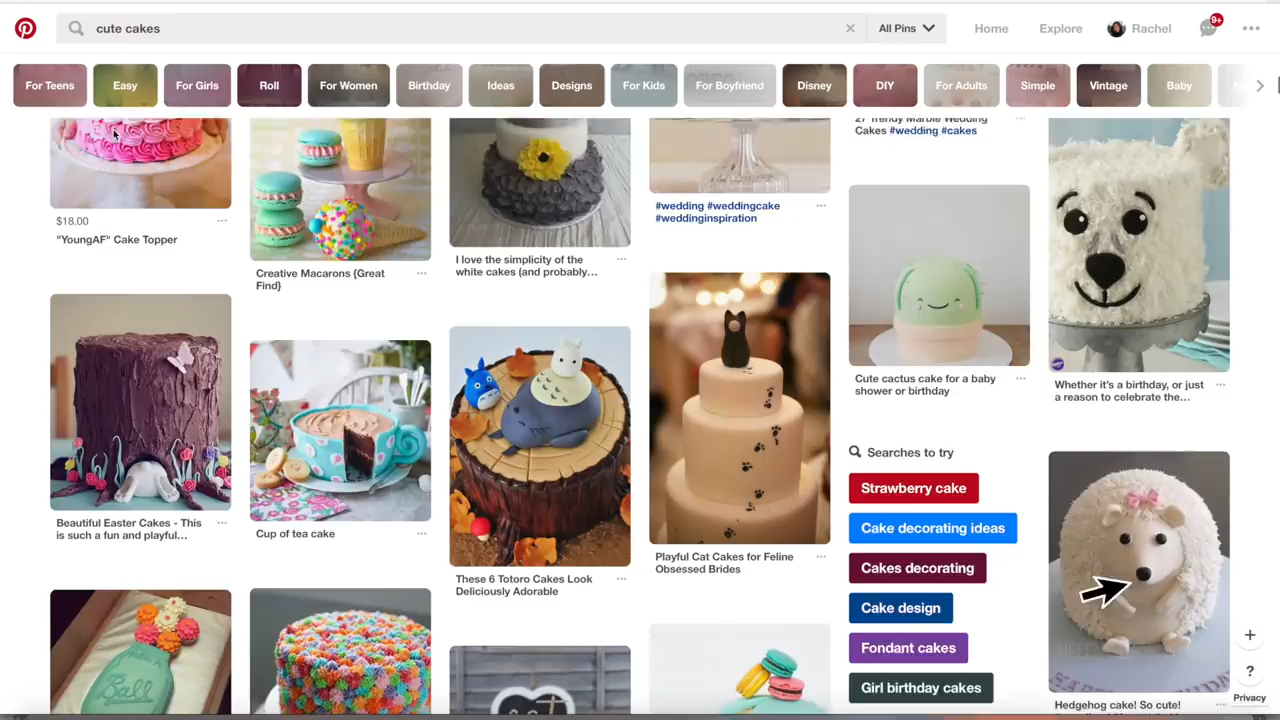 cute cakes
All Pins
Home
Explore
Rachel
9+
For Teens
Easy
For Girls
Roll
For Women
Birthday
Ideas
Designs
For Kids
For Boyfriend
Disney
DIY
For Adults
Simple
Vintage
Baby
$18.00
"YoungAF" Cake Topper
Beautiful Easter Cakes - This
is such a fun and playful...
Ball
Creative Macarons {Great
Find}
Cup of tea cake
I love the simplicity of the
white cakes (and probably...
These 6 Totoro Cakes Look
Deliciously Adorable
#wedding #weddingcake
#weddinginspiration
Playful Cat Cakes for Feline
Obsessed Brides
27 Trendy Marble Wedding
Cakes #wedding #cakes
Cute cactus cake for a baby
shower or birthday
Searches to try
Strawberry cake
Cake decorating ideas
Cakes decorating
Cake design
Fondant cakes
Girl birthday cakes
Whether it's a birthday, or just
a reason to celebrate the...
Hedgehog cake! So cute!
+
?
Privacy